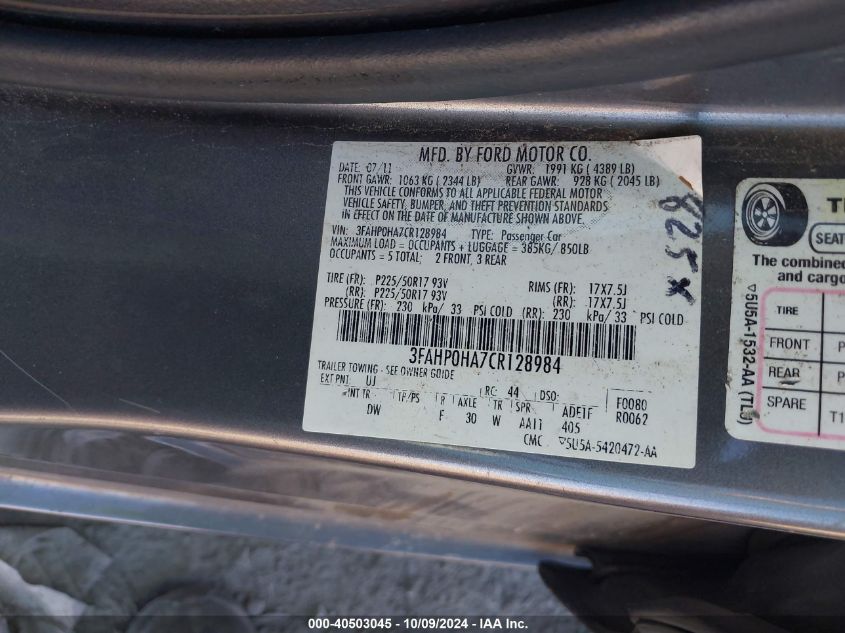 MFD. BY FORD MOTOR CO.
DATE: 07/11 GVWR: 1991 KG ( 4389 LB)
FRONT GAWR: 1063 KG ( 2344 LB) REAR GAWR: 928 KG ( 2045 LB)
THIS VEHICLE CONFORMS TO ALL APPLICABLE FEDERAL MOTOR
VEHICLE SAFETY, BUMPER, AND THEFT PREVENTION STANDARDS
IN EFFECT ON THE DATE OF MANUFACTURE SHOWN ABOVE.
VIN: 3FAHP0HA7CR128984 TYPE: Passenger Car
MAXIMUM LOAD = OCCUPANTS + LUGGAGE = 385KG/ 850LB
OCCUPANTS = 5 TOTAL: 2 FRONT, 3 REAR
TIRE (FR): P225/50R17 93V RIMS (FR): 17X7.5J
(RR): P225/50R17 93V (RR): 17X7.5J
PRESSURE (FR): 230 kPa/ 33 PSI COLD (RR): 230 kPa/ 33 PSI COLD
3FAHP0HA7CR128984
TRAILER TOWING - SEE OWNER GUIDE
EXT PNT: UJ RC: 44 DSO:
INT TR TP/PS R AXLE TR SPR ADEIF F0080
DW F 30 W AA11 405 R0062
CMC 5U5A-5420472-AA
825X
SEAT
The combined
and cargo
TIRE
FRONT P
REAR P
SPARE T1
5U5A-1532-AA (TL)
000-40503045 - 10/09/2024 - IAA Inc.